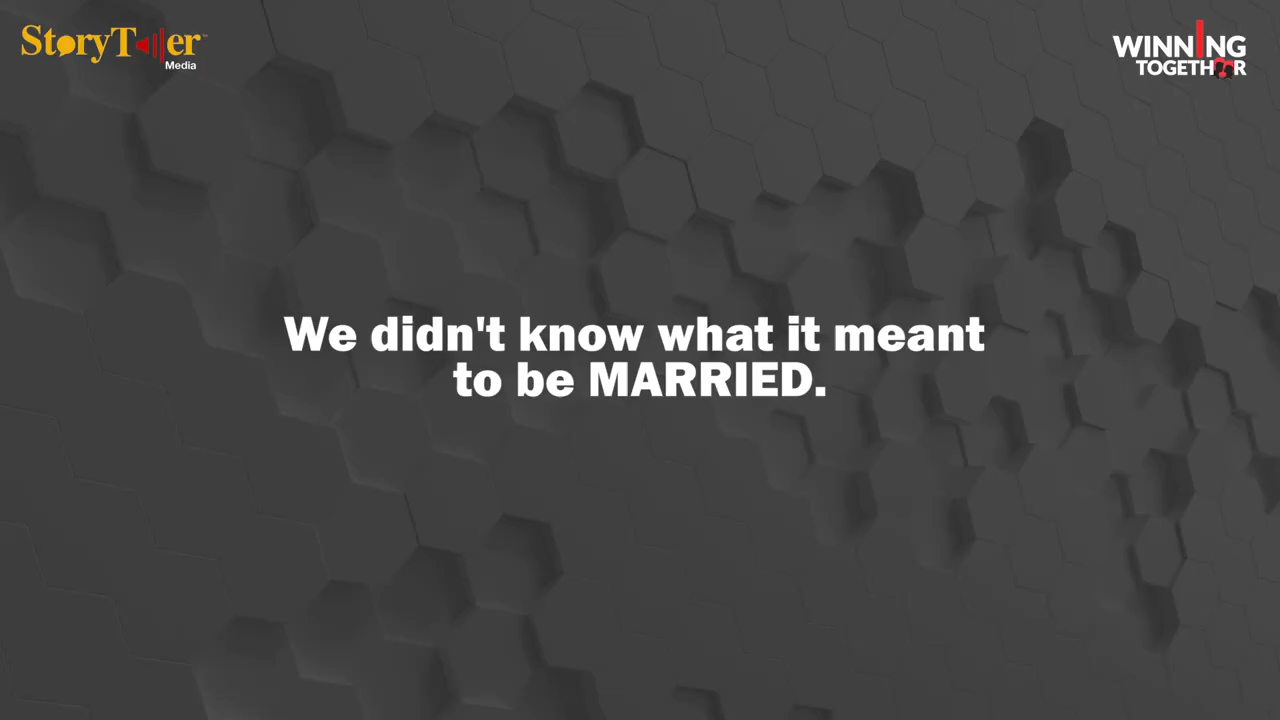 StoryTeller
Media
WINNING
TOGETHER
We didn't know what it meant
to be MARRIED.